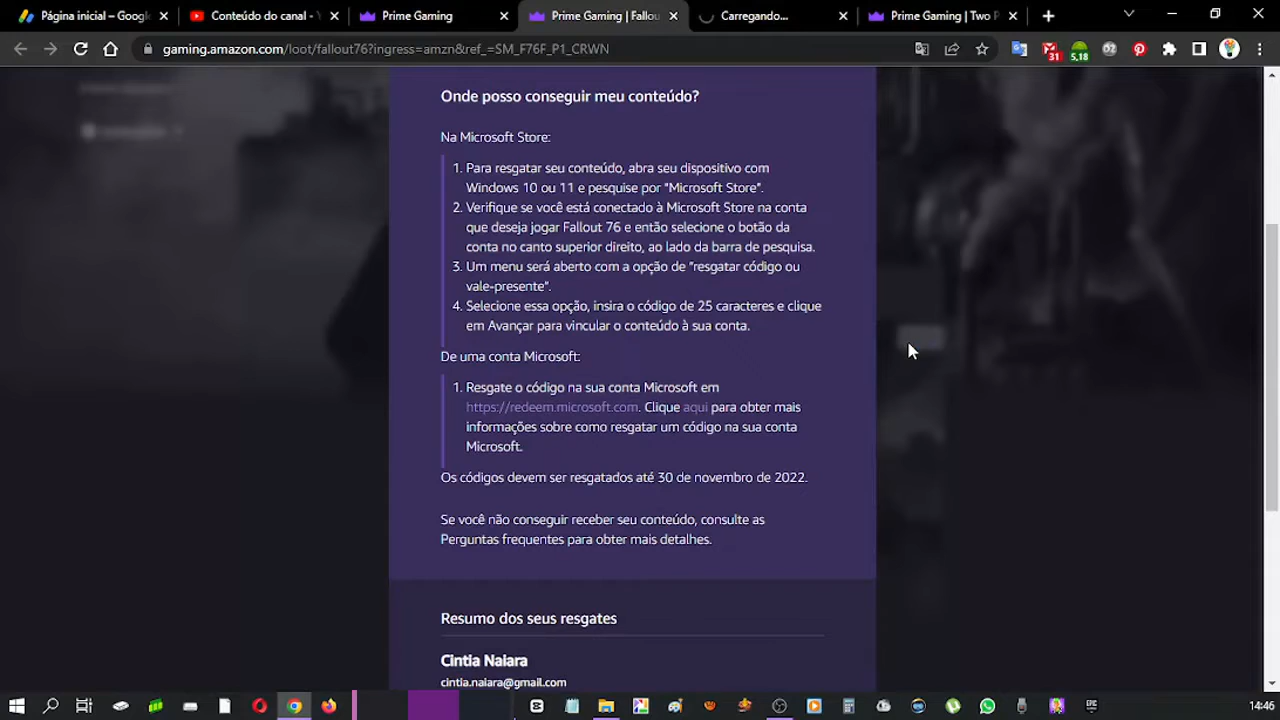 Página inicial – Googl
Conteúdo do canal - Y
Prime Gaming
Prime Gaming | Fallou
Carregando...
Prime Gaming | Two P
gaming.amazon.com/loot/fallout76?ingress=amzn&ref_=SM_F76F_P1_CRWN
31
5,18
Onde posso conseguir meu conteúdo?
Na Microsoft Store:
1. Para resgatar seu conteúdo, abra seu dispositivo com
Windows 10 ou 11 e pesquise por "Microsoft Store".
2. Verifique se você está conectado à Microsoft Store na conta
que deseja jogar Fallout 76 e então selecione o botão da
conta no canto superior direito, ao lado da barra de pesquisa.
3. Um menu será aberto com a opção de "resgatar código ou
vale-presente".
4. Selecione essa opção, insira o código de 25 caracteres e clique
em Avançar para vincular o conteúdo à sua conta.
De uma conta Microsoft:
1. Resgate o código na sua conta Microsoft em
https://redeem.microsoft.com. Clique aqui para obter mais
informações sobre como resgatar um código na sua conta
Microsoft.
Os códigos devem ser resgatados até 30 de novembro de 2022.
Se você não conseguir receber seu conteúdo, consulte as
Perguntas frequentes para obter mais detalhes.
Resumo dos seus resgates
Cintia Naiara
cintia.naiara@gmail.com
14:46